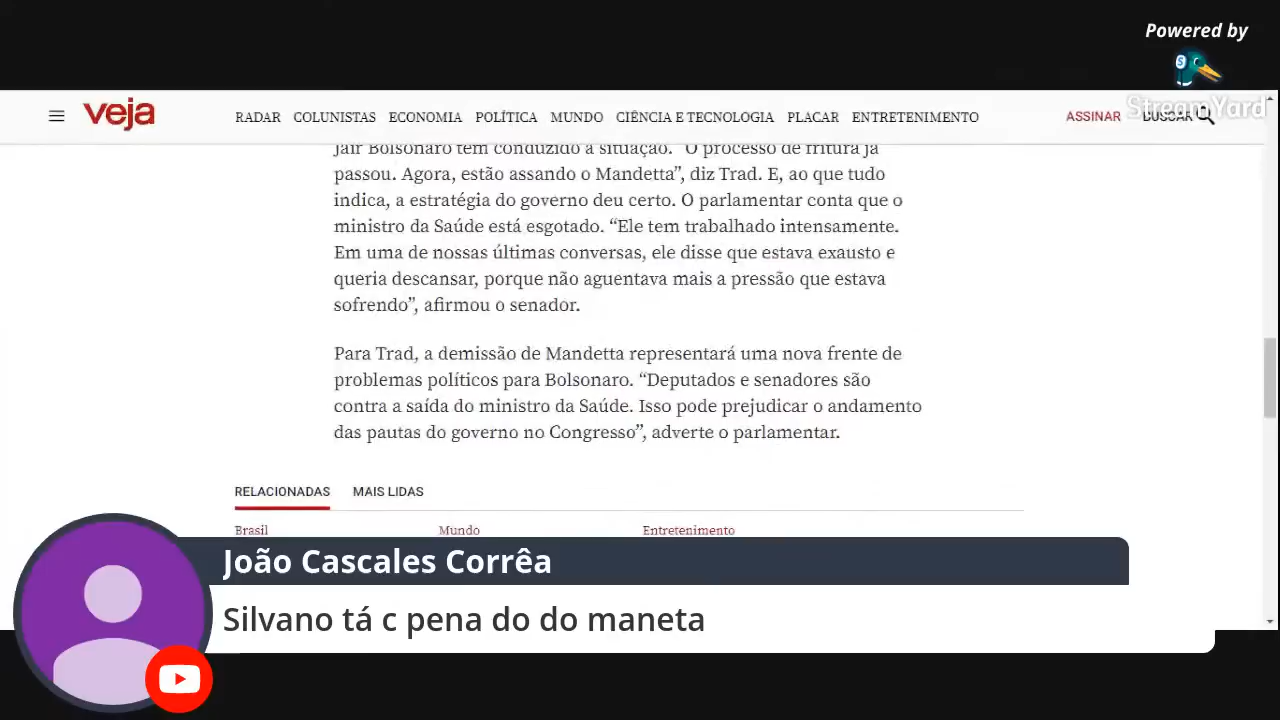 Powered by
S
StreamYard
veja
RADAR COLUNISTAS ECONOMIA POLÍTICA MUNDO CIÊNCIA E TECNOLOGIA PLACAR ENTRETENIMENTO
ASSINAR BUSCAR
Jair Bolsonaro tem conduzido a situação. “O processo de fritura já
passou. Agora, estão assando o Mandetta”, diz Trad. E, ao que tudo
indica, a estratégia do governo deu certo. O parlamentar conta que o
ministro da Saúde está esgotado. “Ele tem trabalhado intensamente.
Em uma de nossas últimas conversas, ele disse que estava exausto e
queria descansar, porque não aguentava mais a pressão que estava
sofrendo”, afirmou o senador.
Para Trad, a demissão de Mandetta representará uma nova frente de
problemas políticos para Bolsonaro. “Deputados e senadores são
contra a saída do ministro da Saúde. Isso pode prejudicar o andamento
das pautas do governo no Congresso”, adverte o parlamentar.
RELACIONADAS MAIS LIDAS
Brasil Mundo Entretenimento
João Cascales Corrêa
Silvano tá c pena do do maneta